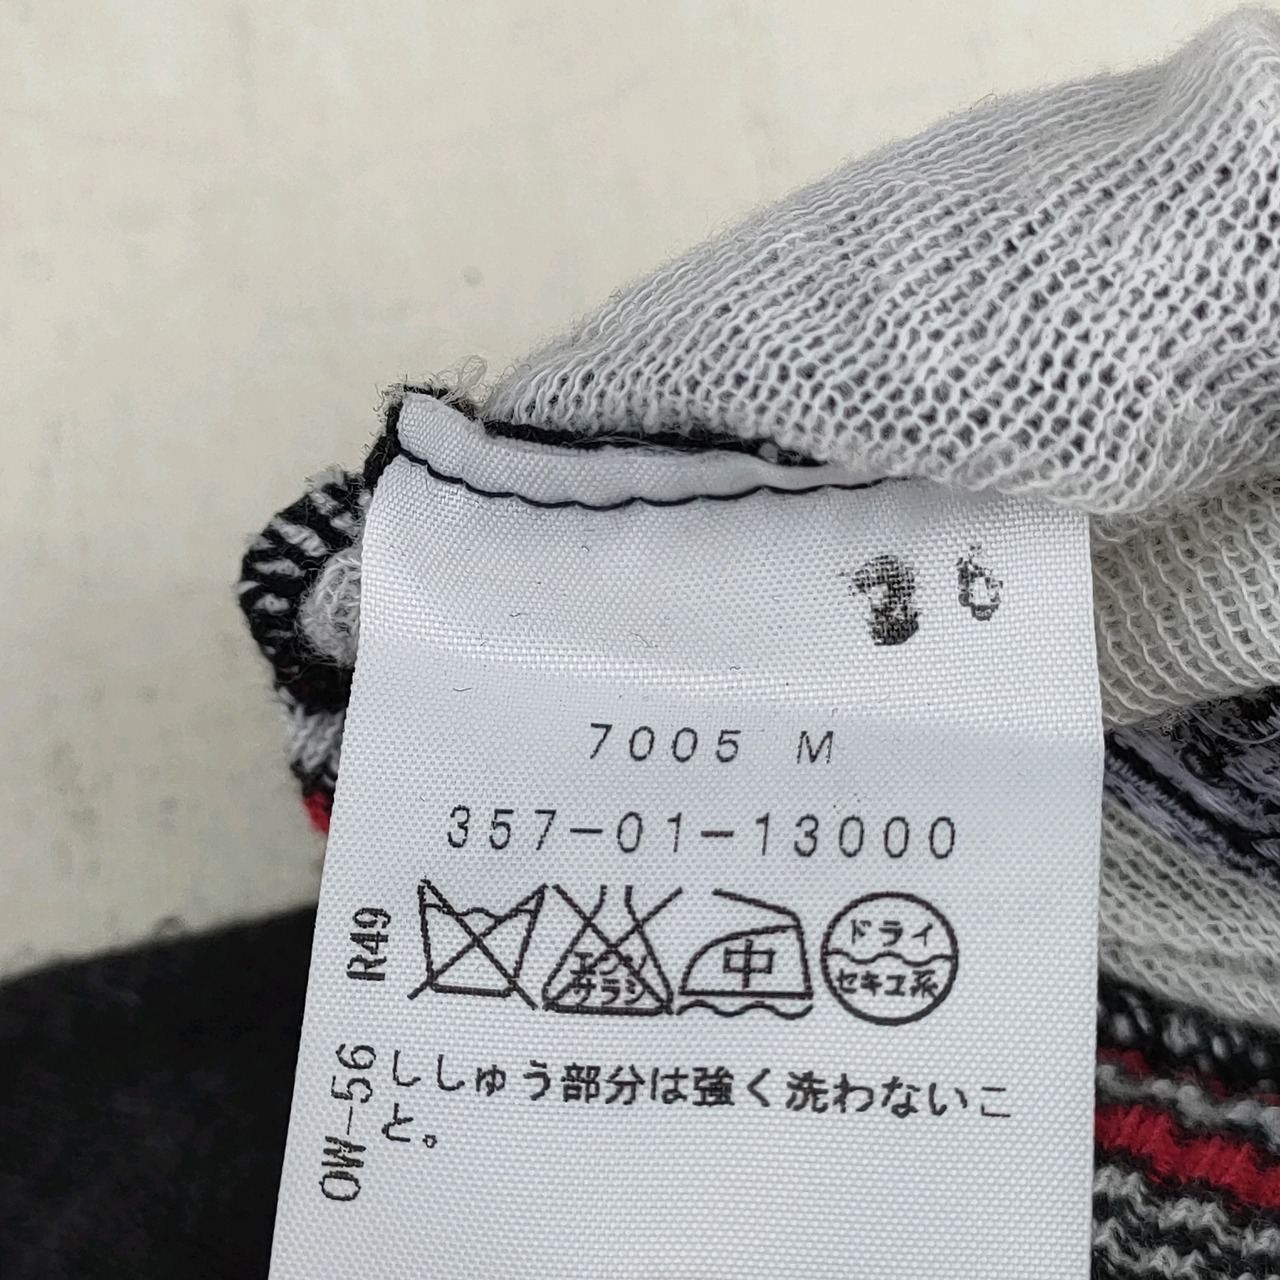 7005 M
357-01-13000
エンソ
サラシ
中
ドライ
セキユ系
R49
OW-56
ししゅう部分は強く洗わないこ
と。